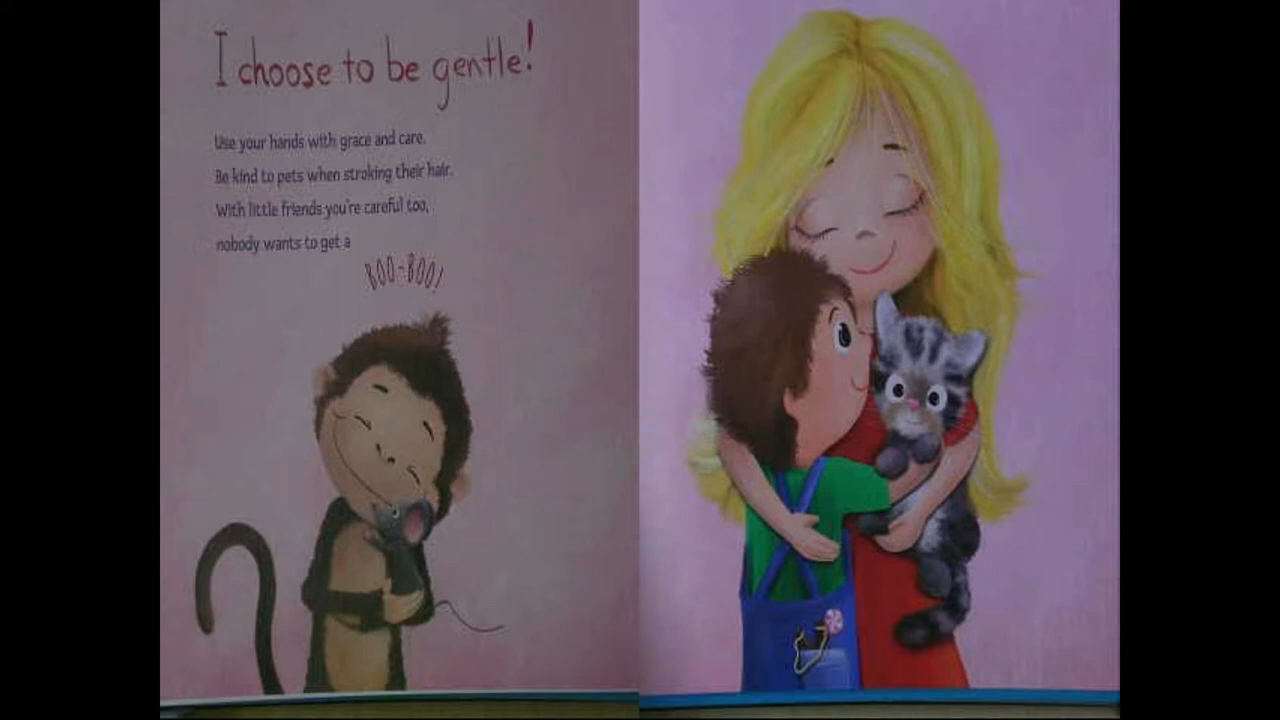 I choose to be gentle!
Use your hands with grace and care.
Be kind to pets when stroking their hair.
With little friends you're careful too,
nobody wants to get a
BOO-BOO!